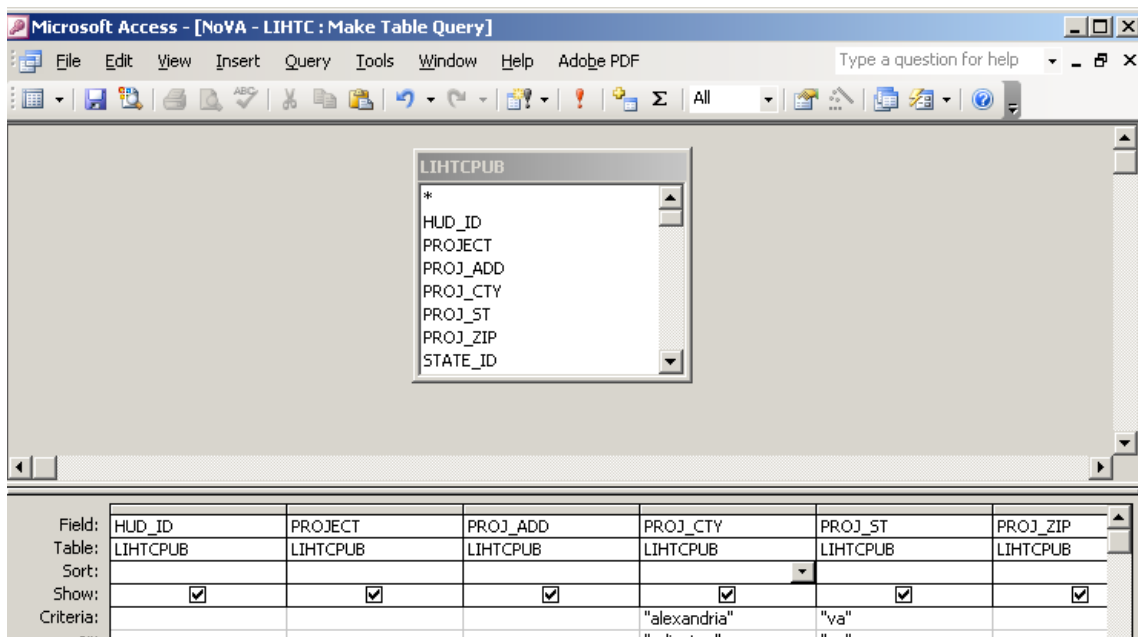 Microsoft Access - [NoVA - LIHTC : Make Table Query]
File Edit View Insert Query Tools Window Help Adobe PDF Type a question for help
ABC All
LIHTCPUB
*
HUD_ID
PROJECT
PROJ_ADD
PROJ_CTY
PROJ_ST
PROJ_ZIP
STATE_ID
Field: HUD_ID PROJECT PROJ_ADD PROJ_CTY PROJ_ST PROJ_ZIP
Table: LIHTCPUB LIHTCPUB LIHTCPUB LIHTCPUB LIHTCPUB LIHTCPUB
Sort:
Show:
Criteria: "alexandria" "va"